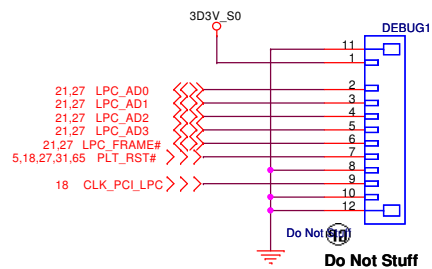 3D3V_S0
DEBUG1
11
1
21,27 LPC_AD0 2
21,27 LPC_AD1 3
21,27 LPC_AD2 4
21,27 LPC_AD3 5
21,27 LPC_FRAME# 6
5,18,27,31,65 PLT_RST# 7
8
18 CLK_PCI_LPC 9
10
12
Do Not
Do Not Stuff